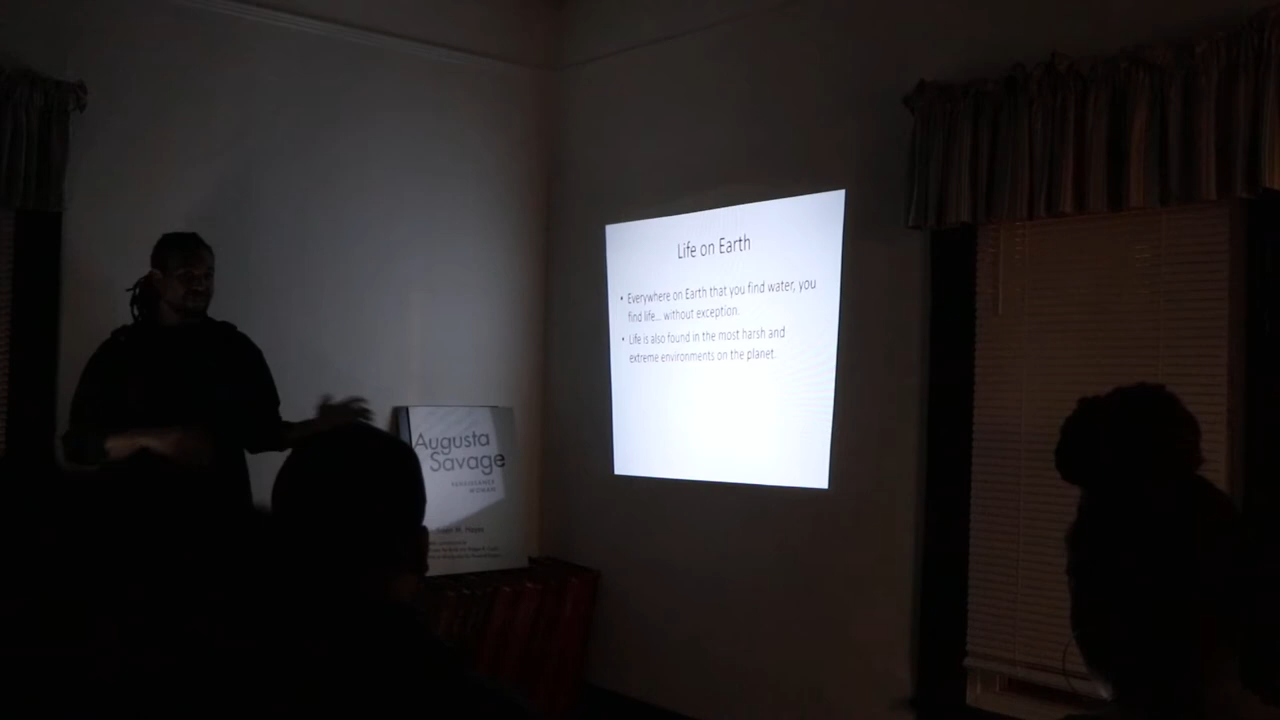 Life on Earth
• Everywhere on Earth that you find water, you
find life... without exception.
• Life is also found in the most harsh and
extreme environments on the planet.
Augusta
Savage
RENAISSANCE
WOMAN